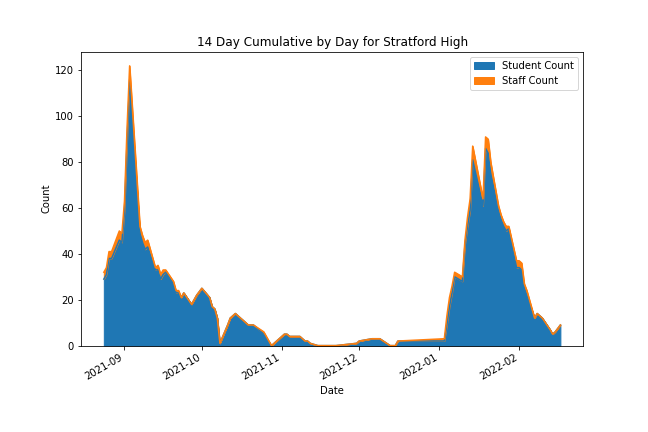 14 Day Cumulative by Day for Stratford High
Student Count
Staff Count
120
100
80
60
40
20
0
Count
2021-09
2021-10
2021-11
2021-12
2022-01
2022-02
Date